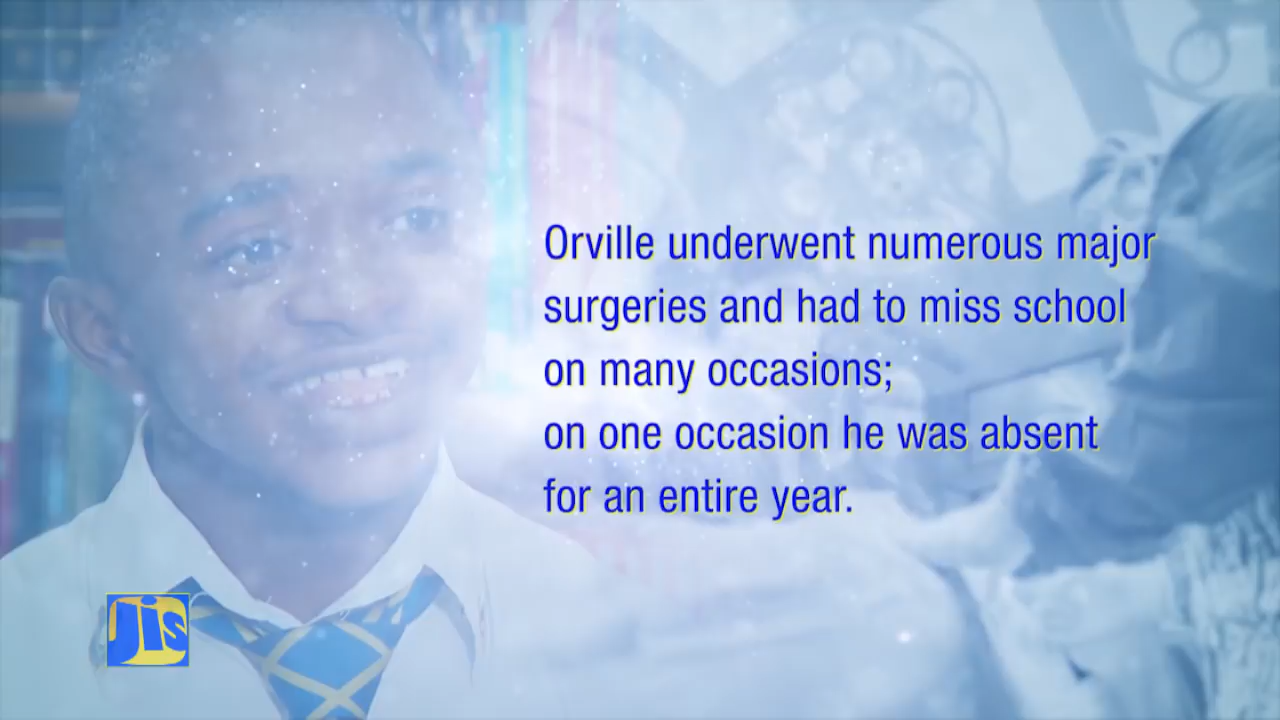 Orville underwent numerous major
surgeries and had to miss school
on many occasions;
on one occasion he was absent
for an entire year.
JIS